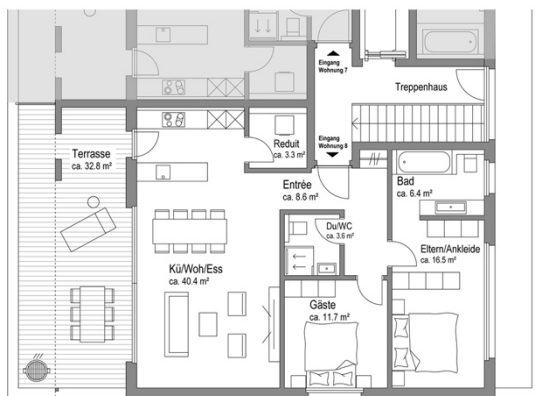 Eingang
Wohnung 7
Treppenhaus
Eingang
Wohnung 8
Terrasse
ca. 32.8 m²
Reduit
ca. 3.3 m²
Entrée
ca. 8.6 m²
Bad
ca. 6.4 m²
Du/WC
ca. 3.6 m²
Eltern/Ankleide
ca. 16.5 m²
Kü/Woh/Ess
ca. 40.4 m²
Gäste
ca. 11.7 m²